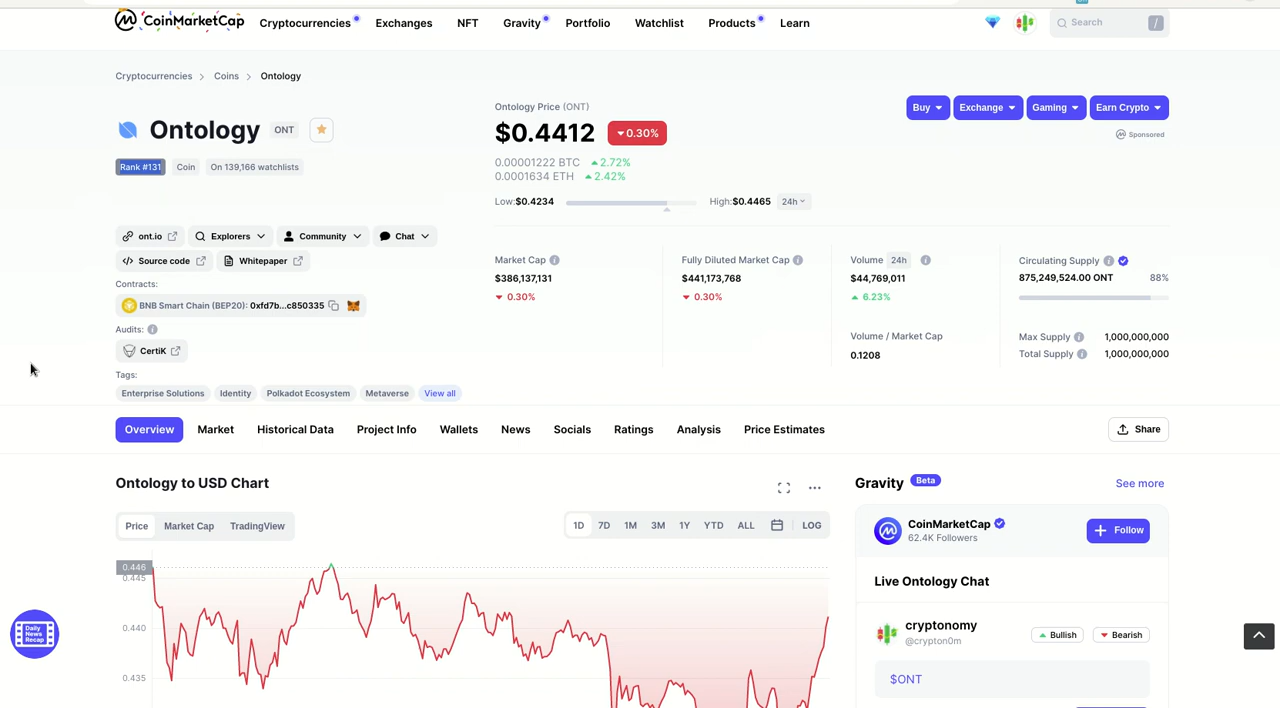 CoinMarketCap Cryptocurrencies Exchanges NFT Gravity Portfolio Watchlist Products Learn Search /
Cryptocurrencies > Coins > Ontology
Ontology ONT
Rank #131 Coin On 139,166 watchlists
ont.io Explorers Community Chat
Source code Whitepaper
Contracts:
BNB Smart Chain (BEP20): 0xfd7b...c850335
Audits:
CertiK
Tags:
Enterprise Solutions Identity Polkadot Ecosystem Metaverse View all
Ontology Price (ONT)
$0.4412 0.30%
0.00001222 BTC 2.72%
0.0001634 ETH 2.42%
Low:$0.4234 High:$0.4465 24h
Buy Exchange Gaming Earn Crypto
Sponsored
Market Cap
$386,137,131
0.30%
Fully Diluted Market Cap
$441,173,768
0.30%
Volume 24h
$44,769,011
6.23%
Volume / Market Cap
0.1208
Circulating Supply
875,249,524.00 ONT 88%
Max Supply 1,000,000,000
Total Supply 1,000,000,000
Overview Market Historical Data Project Info Wallets News Socials Ratings Analysis Price Estimates Share
Ontology to USD Chart
Price Market Cap TradingView 1D 7D 1M 3M 1Y YTD ALL LOG
0.446
0.445
0.440
0.435
Daily
News
Recap
Gravity Beta See more
CoinMarketCap
62.4K Followers
Follow
Live Ontology Chat
cryptonomy
@crypton0m
Bullish Bearish
$ONT